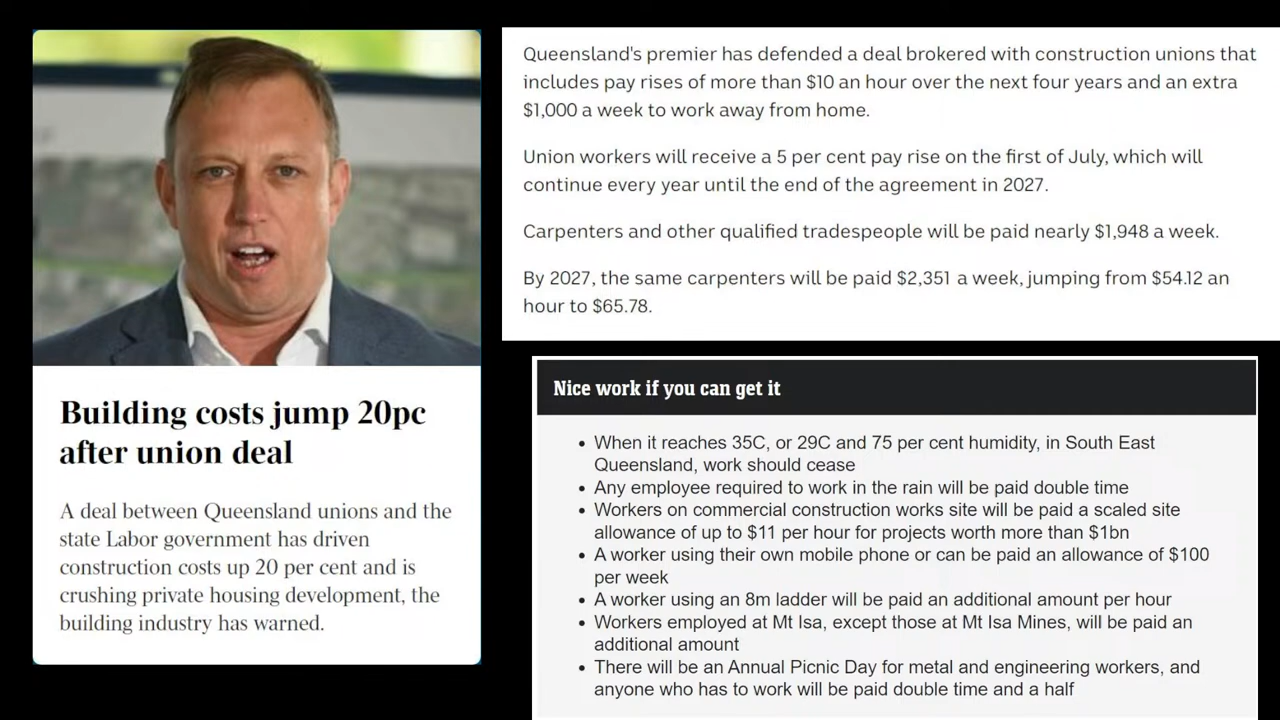 Building costs jump 20pc
after union deal
A deal between Queensland unions and the
state Labor government has driven
construction costs up 20 per cent and is
crushing private housing development, the
building industry has warned.
Queensland's premier has defended a deal brokered with construction unions that
includes pay rises of more than $10 an hour over the next four years and an extra
$1,000 a week to work away from home.
Union workers will receive a 5 per cent pay rise on the first of July, which will
continue every year until the end of the agreement in 2027.
Carpenters and other qualified tradespeople will be paid nearly $1,948 a week.
By 2027, the same carpenters will be paid $2,351 a week, jumping from $54.12 an
hour to $65.78.
Nice work if you can get it
• When it reaches 35C, or 29C and 75 per cent humidity, in South East
Queensland, work should cease
• Any employee required to work in the rain will be paid double time
• Workers on commercial construction works site will be paid a scaled site
allowance of up to $11 per hour for projects worth more than $1bn
• A worker using their own mobile phone or can be paid an allowance of $100
per week
• A worker using an 8m ladder will be paid an additional amount per hour
• Workers employed at Mt Isa, except those at Mt Isa Mines, will be paid an
additional amount
• There will be an Annual Picnic Day for metal and engineering workers, and
anyone who has to work will be paid double time and a half